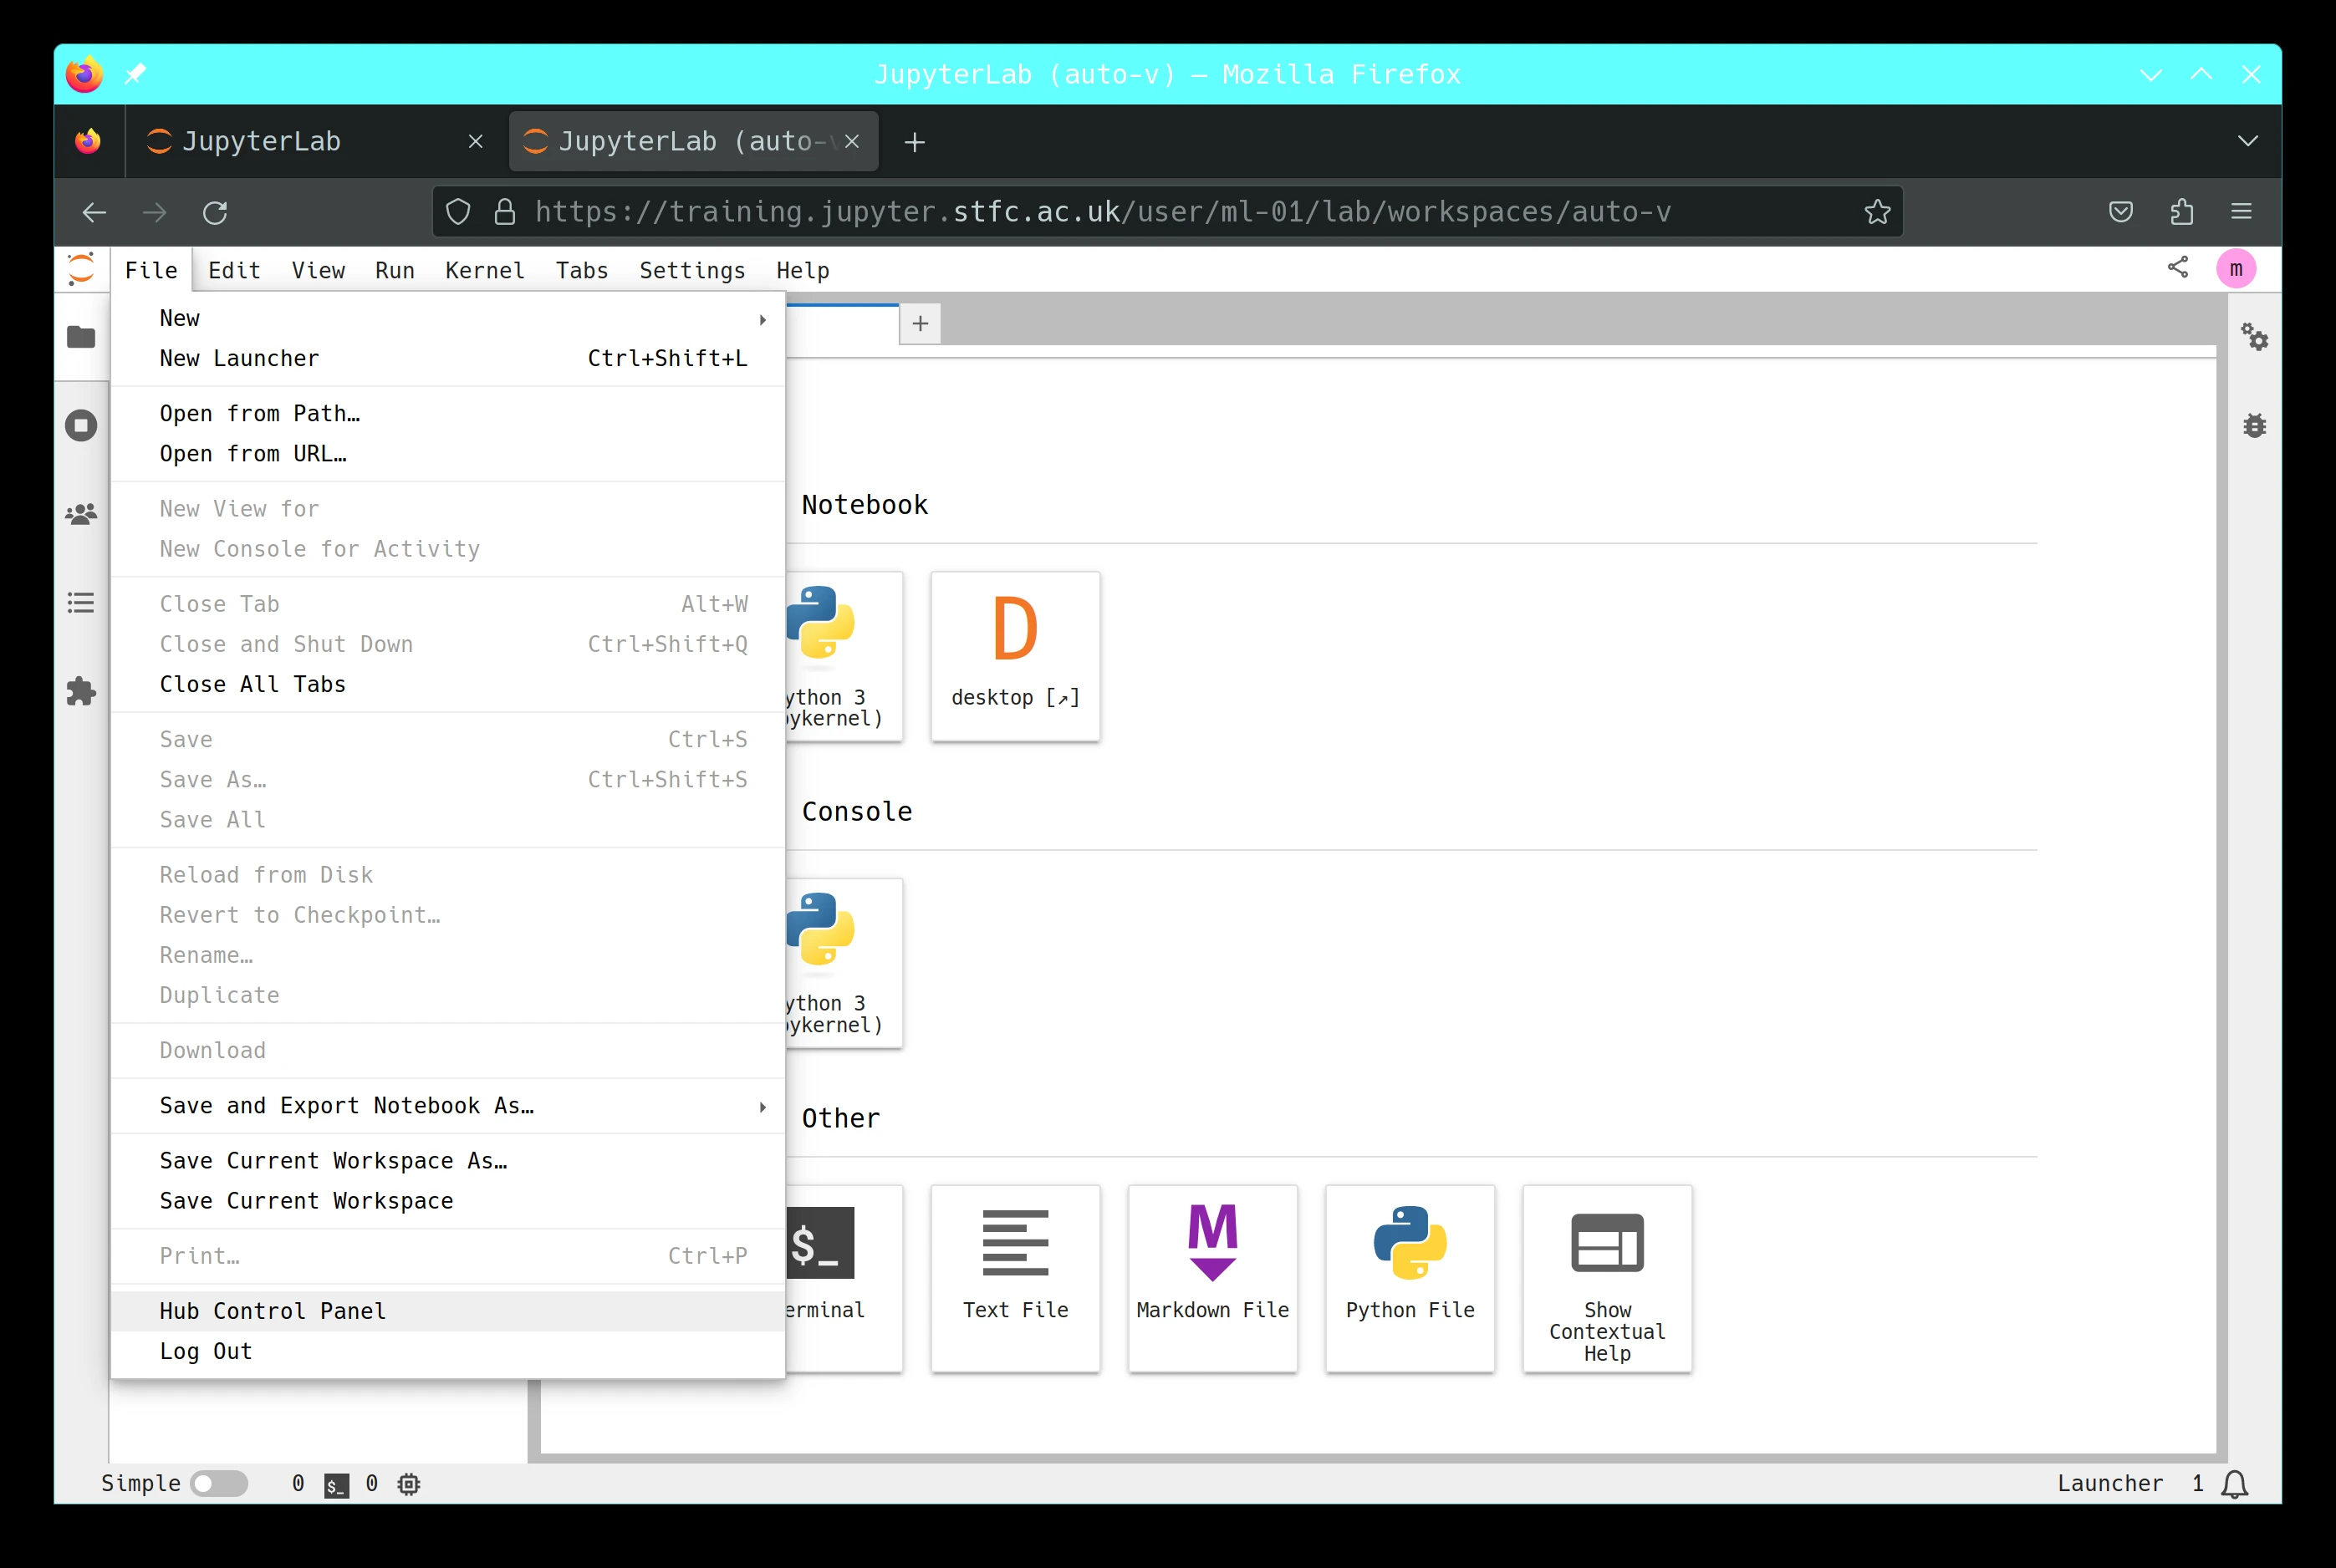 JupyterLab (auto-v) — Mozilla Firefox
JupyterLab
JupyterLab (auto-v
https://training.jupyter.stfc.ac.uk/user/ml-01/lab/workspaces/auto-v
File Edit View Run Kernel Tabs Settings Help
m
New
New Launcher Ctrl+Shift+L
Open from Path…
Open from URL…
New View for
New Console for Activity
Close Tab Alt+W
Close and Shut Down Ctrl+Shift+Q
Close All Tabs
Save Ctrl+S
Save As… Ctrl+Shift+S
Save All
Reload from Disk
Revert to Checkpoint…
Rename…
Duplicate
Download
Save and Export Notebook As…
Save Current Workspace As…
Save Current Workspace
Print… Ctrl+P
Hub Control Panel
Log Out
Notebook
ython 3
pykernel)
D
desktop [↗]
Console
ython 3
pykernel)
Other
$_
erminal
Text File
M
Markdown File
Python File
Show
Contextual
Help
Simple 0 $_ 0
Launcher 1